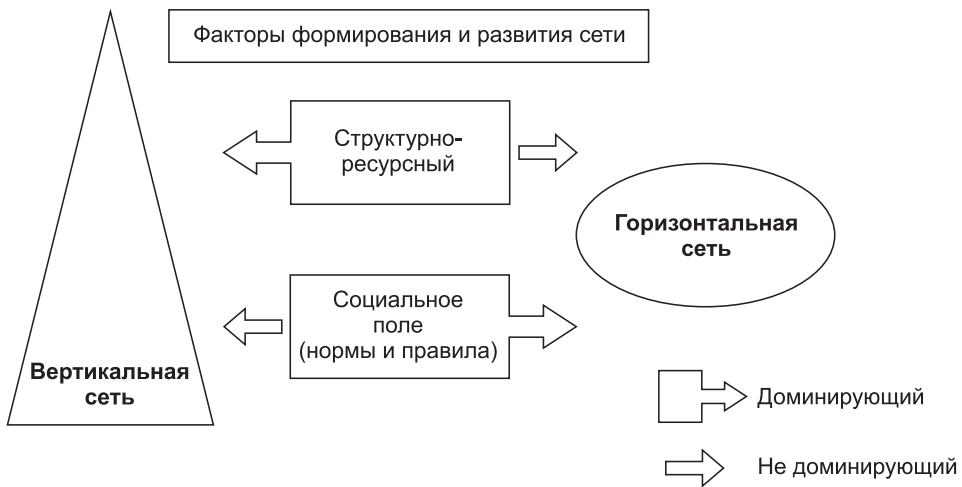 Факторы формирования и развития сети
Структурно-
ресурсный
Горизонтальная
сеть
Социальное
поле
(нормы и правила)
Вертикальная
сеть
Доминирующий
Не доминирующий